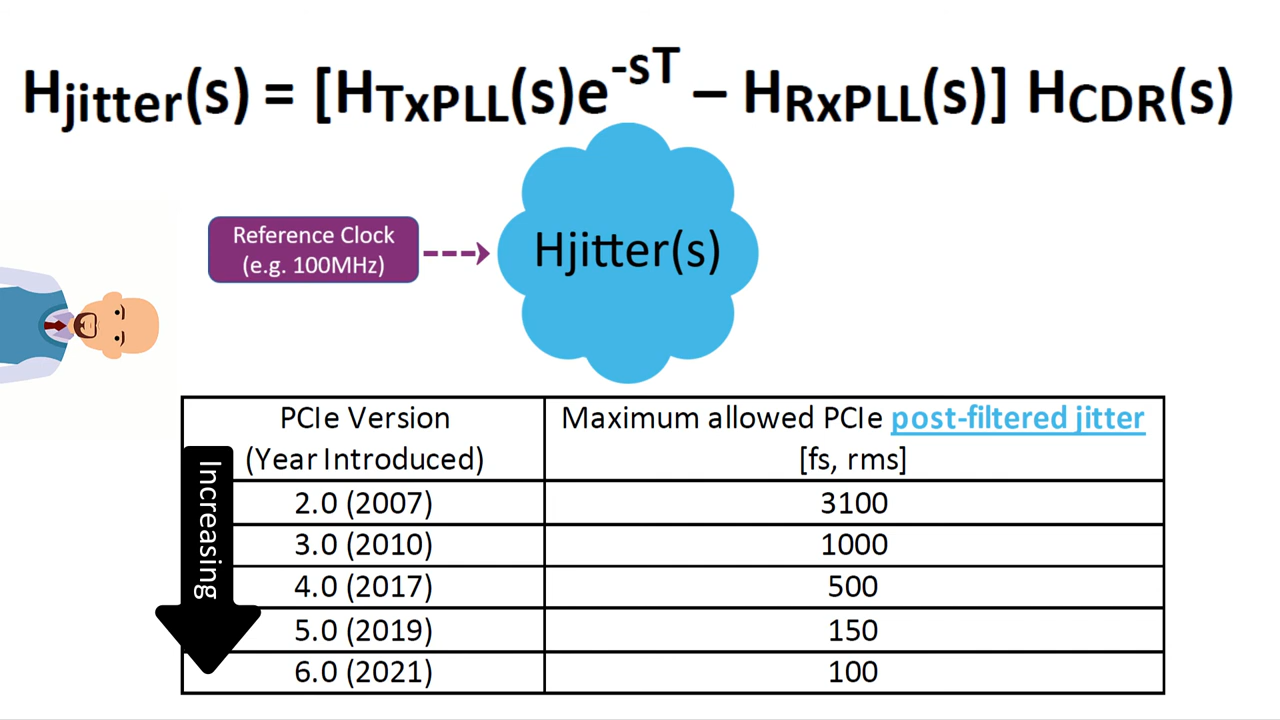 Hjitter(s) = [HTxPLL(s)e-sT – HRxPLL(s)] HCDR(s)
Reference Clock
(e.g. 100MHz)
Hjitter(s)
PCIe Version
(Year Introduced)
Maximum allowed PCIe post-filtered jitter
[fs, rms]
Increasing
2.0 (2007) 3100
3.0 (2010) 1000
4.0 (2017) 500
5.0 (2019) 150
6.0 (2021) 100